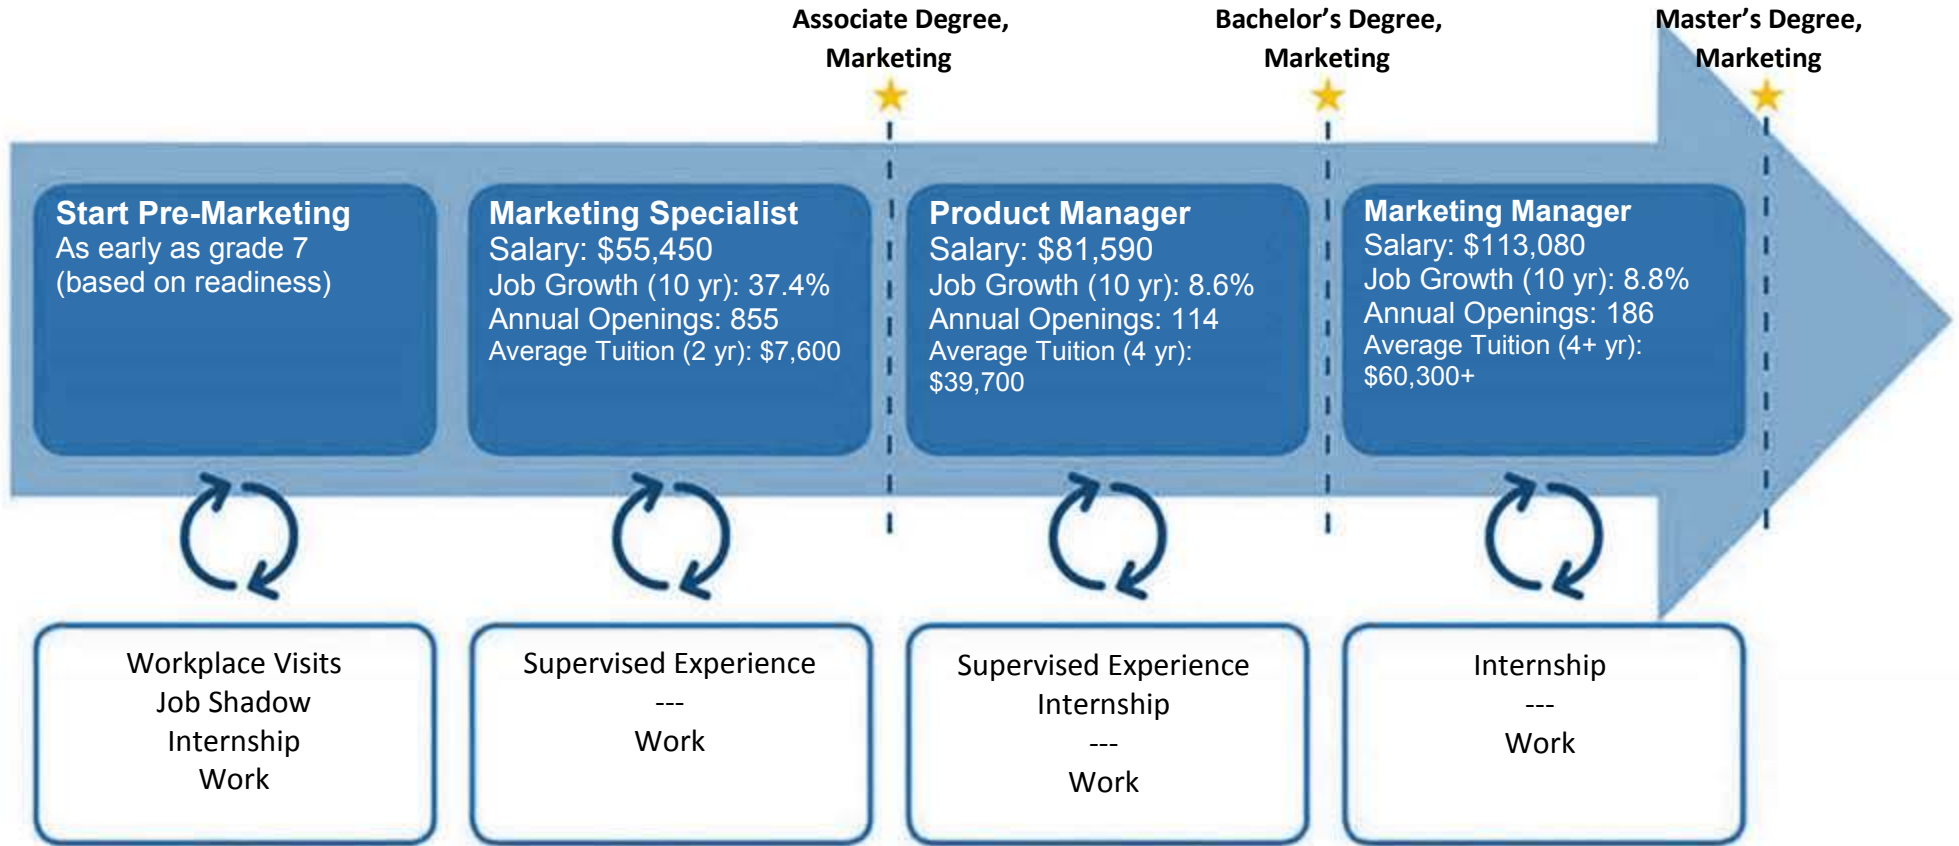 Associate Degree,
Marketing
Bachelor’s Degree,
Marketing
Master’s Degree,
Marketing
Start Pre-Marketing
As early as grade 7
(based on readiness)
Marketing Specialist
Salary: $55,450
Job Growth (10 yr): 37.4%
Annual Openings: 855
Average Tuition (2 yr): $7,600
Product Manager
Salary: $81,590
Job Growth (10 yr): 8.6%
Annual Openings: 114
Average Tuition (4 yr):
$39,700
Marketing Manager
Salary: $113,080
Job Growth (10 yr): 8.8%
Annual Openings: 186
Average Tuition (4+ yr):
$60,300+
Workplace Visits
Job Shadow
Internship
Work
Supervised Experience
---
Work
Supervised Experience
Internship
---
Work
Internship
---
Work